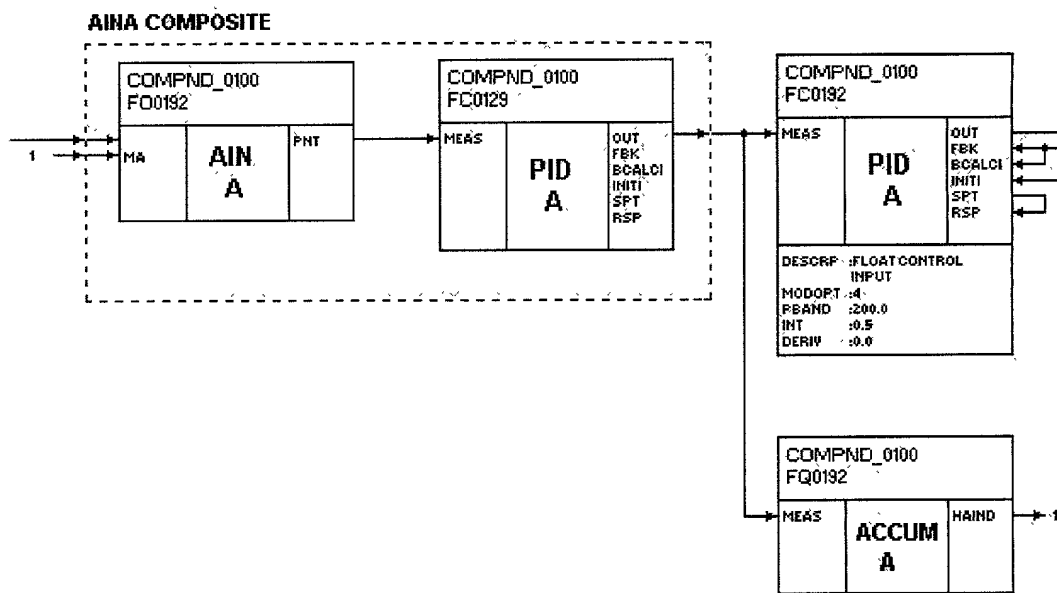 AINA COMPOSITE
COMPND_0100
FO0192
1
MA
AIN
A
PNT
COMPND_0100
FC0129
MEAS
PID
A
OUT
FBK
BCALCI
INITI
SPT
RSP
COMPND_0100
FC0192
MEAS
PID
A
OUT
FBK
BCALCI
INITI
SPT
RSP
DESCRP :FLOAT CONTROL
INPUT
MODOPT :4
PBAND :200.0
INT :0.5
DERIV :0.0
COMPND_0100
FQ0192
MEAS
ACCUM
A
HAIND
1